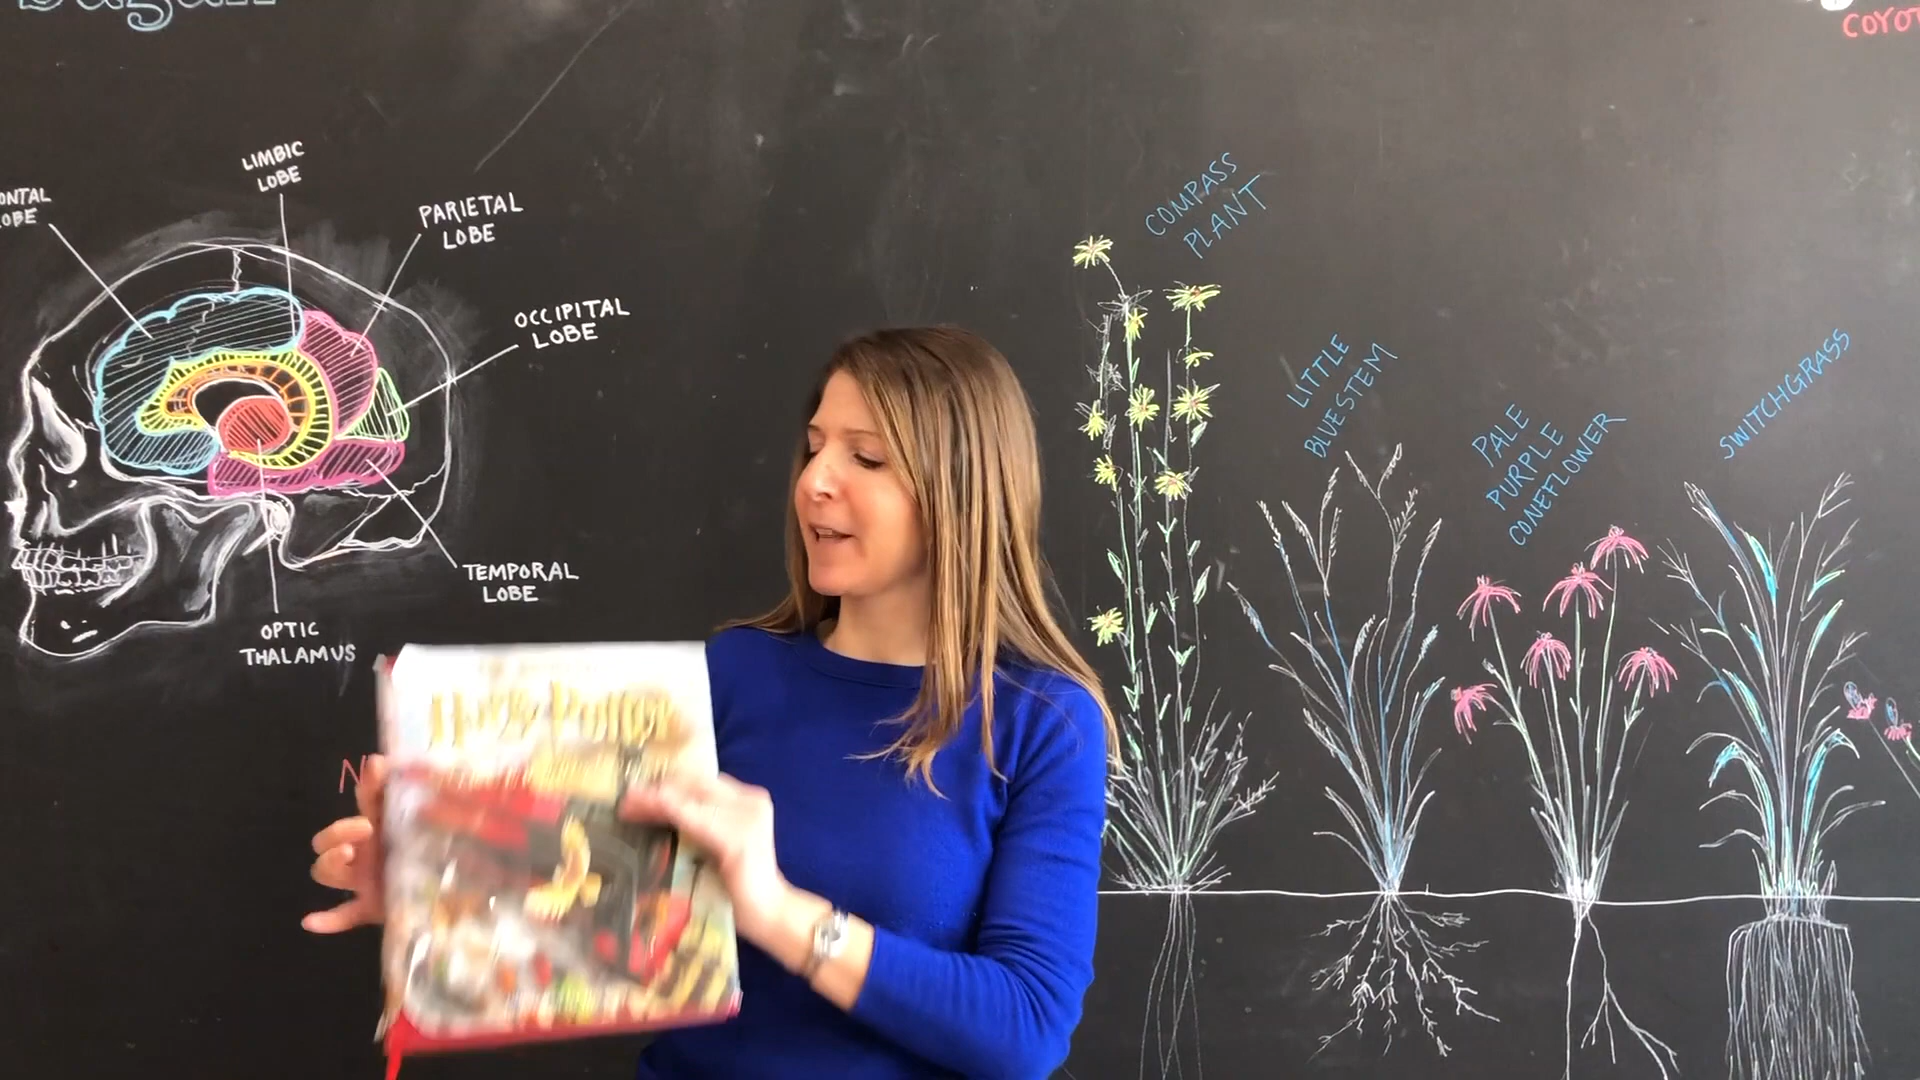 COYOT
LIMBIC
LOBE
ONTAL
OBE
PARIETAL
LOBE
OCCIPITAL
LOBE
TEMPORAL
LOBE
OPTIC
THALAMUS
COMPASS
PLANT
LITTLE
BLUESTEM
PALE
PURPLE
CONEFLOWER
SWITCHGRASS
Harry Potter
N